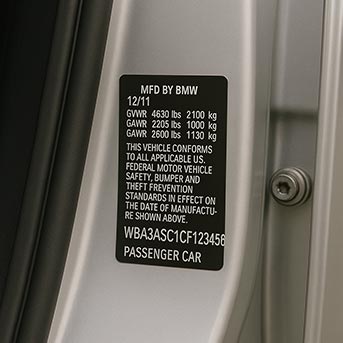 MFD BY BMW
12/11
GVWR 4630 lbs 2100 kg
GAWR 2205 lbs 1000 kg
GAWR 2600 lbs 1130 kg
THIS VEHICLE CONFORMS
TO ALL APPLICABLE U.S.
FEDERAL MOTOR VEHICLE
SAFETY, BUMPER AND
THEFT PREVENTION
STANDARDS IN EFFECT ON
THE DATE OF MANUFACTU-
RE SHOWN ABOVE.
WBA3ASC1CF123456
PASSENGER CAR